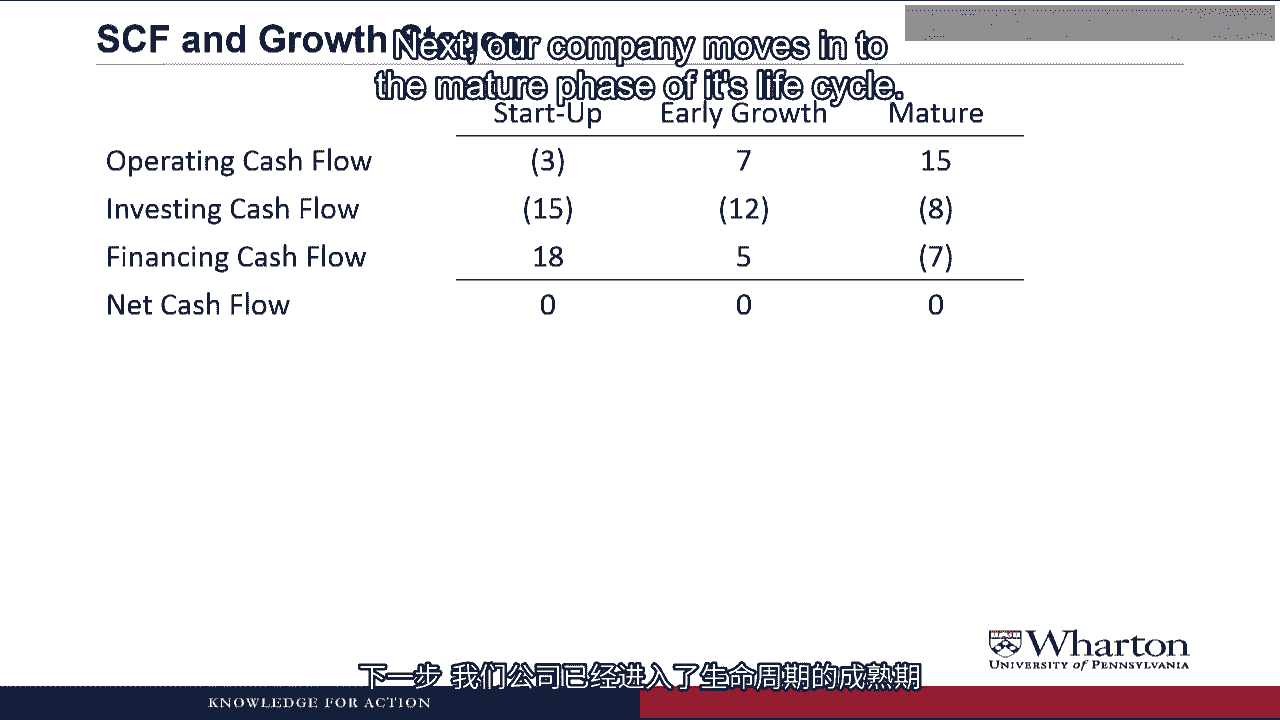 SCF and Growth Stages
Next, our company moves in to
the mature phase of it's life cycle.
Start-Up Early Growth Mature
Operating Cash Flow (3) 7 15
Investing Cash Flow (15) (12) (8)
Financing Cash Flow 18 5 (7)
Net Cash Flow 0 0 0
Wharton
UNIVERSITY of PENNSYLVANIA
下一步 我们公司已经进入了生命周期的成熟期
KNOWLEDGE FOR ACTION